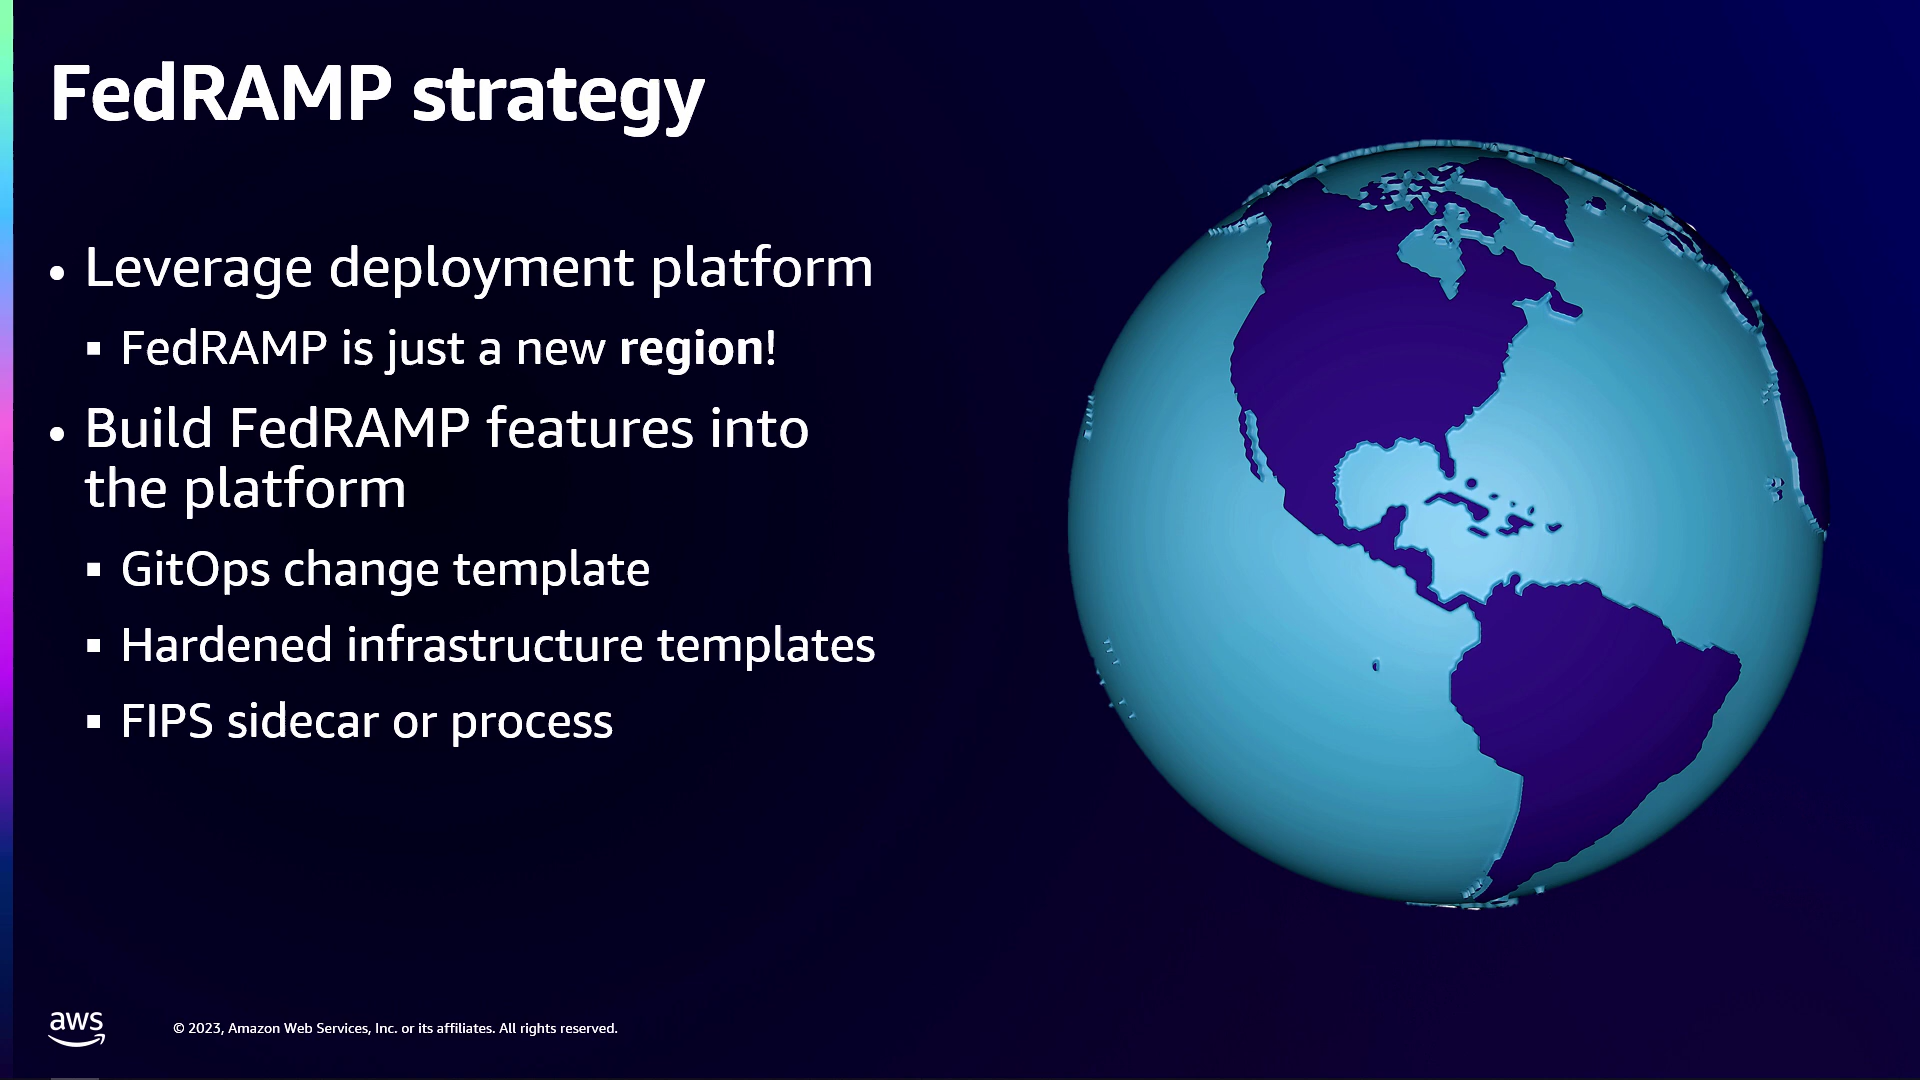 FedRAMP strategy
• Leverage deployment platform
▪ FedRAMP is just a new region!
• Build FedRAMP features into
the platform
▪ GitOps change template
▪ Hardened infrastructure templates
▪ FIPS sidecar or process
aws
© 2023, Amazon Web Services, Inc. or its affiliates. All rights reserved.